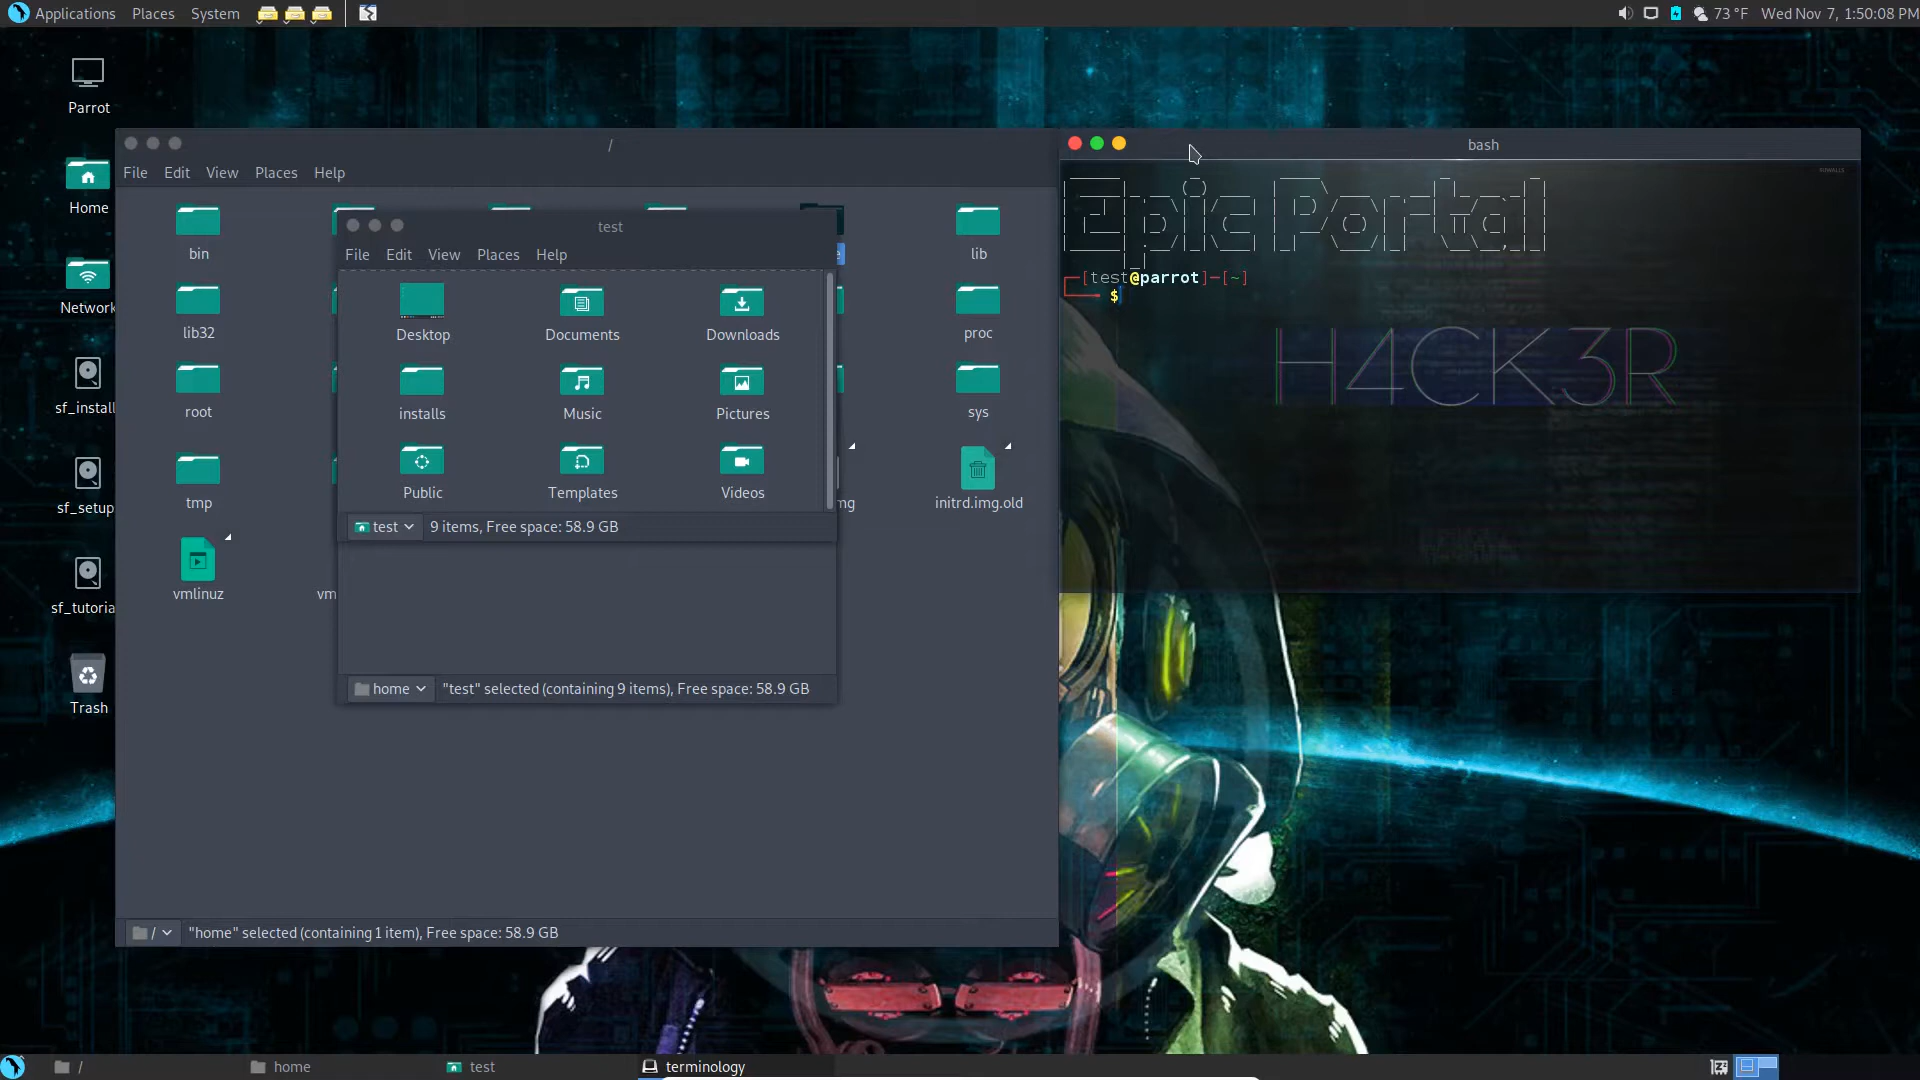 Applications Places System
73 °F Wed Nov 7, 1:50:08 PM
Parrot
Home
Network
sf_install
sf_setup
sf_tutoria
Trash
/
File Edit View Places Help
bin
lib
lib32
proc
root
sys
tmp
mg
initrd.img.old
vmlinuz
vm
test
File Edit View Places Help
Desktop
Documents
Downloads
installs
Music
Pictures
Public
Templates
Videos
test 9 items, Free space: 58.9 GB
home "test" selected (containing 9 items), Free space: 58.9 GB
/ "home" selected (containing 1 item), Free space: 58.9 GB
bash
Epic Portal
[test@parrot]─[~]
$
H4CK3R
/
home
test
terminology